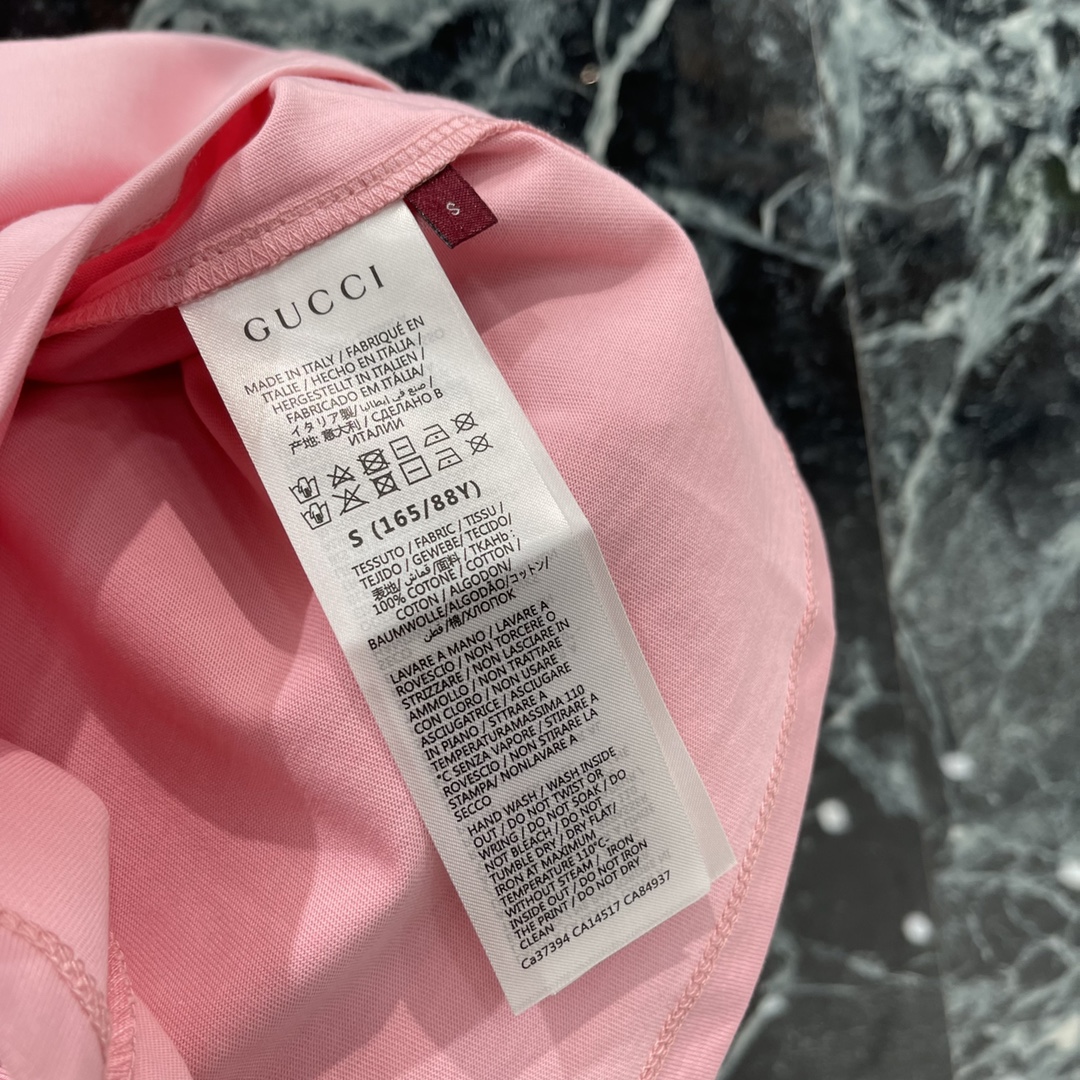 S
GUCCI
MADE IN ITALY / FABRIQUÉ EN
ITALIE / HECHO EN ITALIA /
HERGESTELLT IN ITALIEN /
FABRICADO EM ITÁLIA/
イタリア製/ صنع في إيطاليا /
产地: 意大利 / СДЕЛАНО В
ИТАЛИИ
S (165/88Y)
TESSUTO / FABRIC / TISSU /
TEJIDO / GEWEBE/ TECIDO/
表地/ قماش /面料 / ТКАНЬ :
100% COTONE / COTTON /
COTON / ALGODON/
BAUMWOLLE/ALGODÃO/コットン/
قطن /棉/ХЛОПОК
LAVARE A MANO / LAVARE A
ROVESCIO / NON TORCERE O
STRIZZARE / NON LASCIARE IN
AMMOLLO / NON TRATTARE
CON CLORO / NON USARE
ASCIUGATRICE / ASCIUGARE
IN PIANO / STIRARE A
TEMPERATURAMASSIMA 110
°C SENZA VAPORE / STIRARE A
ROVESCIO / NON STIRARE LA
STAMPA/ NONLAVARE A
SECCO
HAND WASH / WASH INSIDE
OUT / DO NOT TWIST OR
WRING / DO NOT SOAK / DO
NOT BLEACH / DO NOT
TUMBLE DRY / DRY FLAT/
IRON AT MAXIMUM
TEMPERATURE 110°C-
WITHOUT STEAM / IRON
INSIDE OUT / DO NOT IRON
THE PRINT / DO NOT DRY
CLEAN
Ca37394 CA14517 CA84937